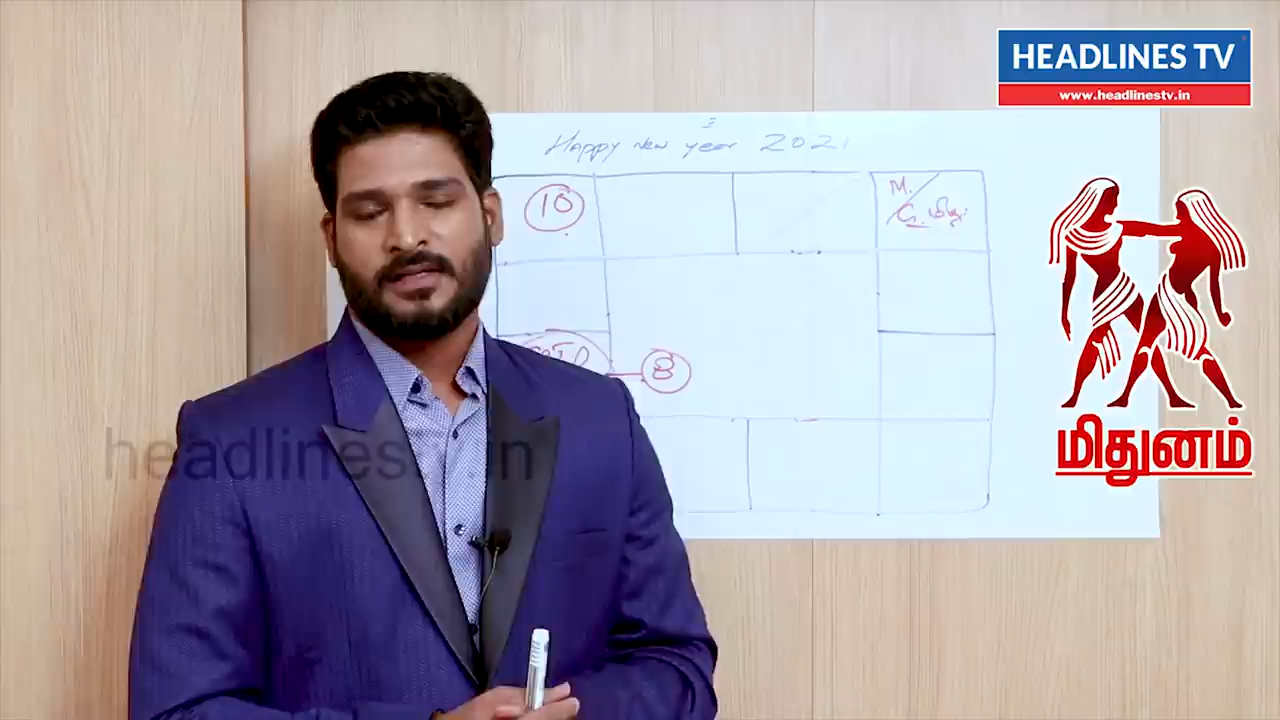 HEADLINES TV
www.headlinestv.in
Happy new year 2021
10
M.
8
headlinestv.in
மிதுனம்